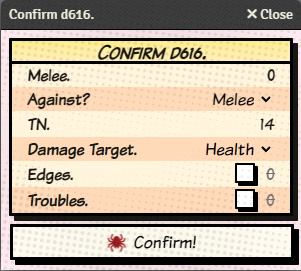 Confirm d616. Close
CONFIRM D616.
Melee. 0
Against? Melee
TN. 14
Damage Target. Health
Edges. 0
Troubles. 0
Confirm!